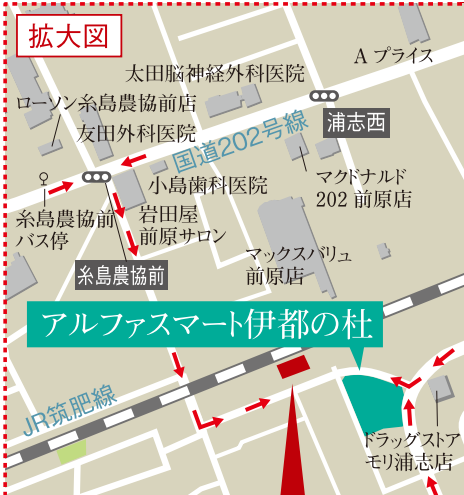 拡大図
A プライス
太田脳神経外科医院
ローソン糸島農協前店
浦志西
友田外科医院
国道202号線
小島歯科医院
マクドナルド
202 前原店
糸島農協前
バス停
岩田屋
前原サロン
マックスバリュ
前原店
糸島農協前
アルファスマート伊都の杜
JR筑肥線
ドラッグストア
モリ浦志店